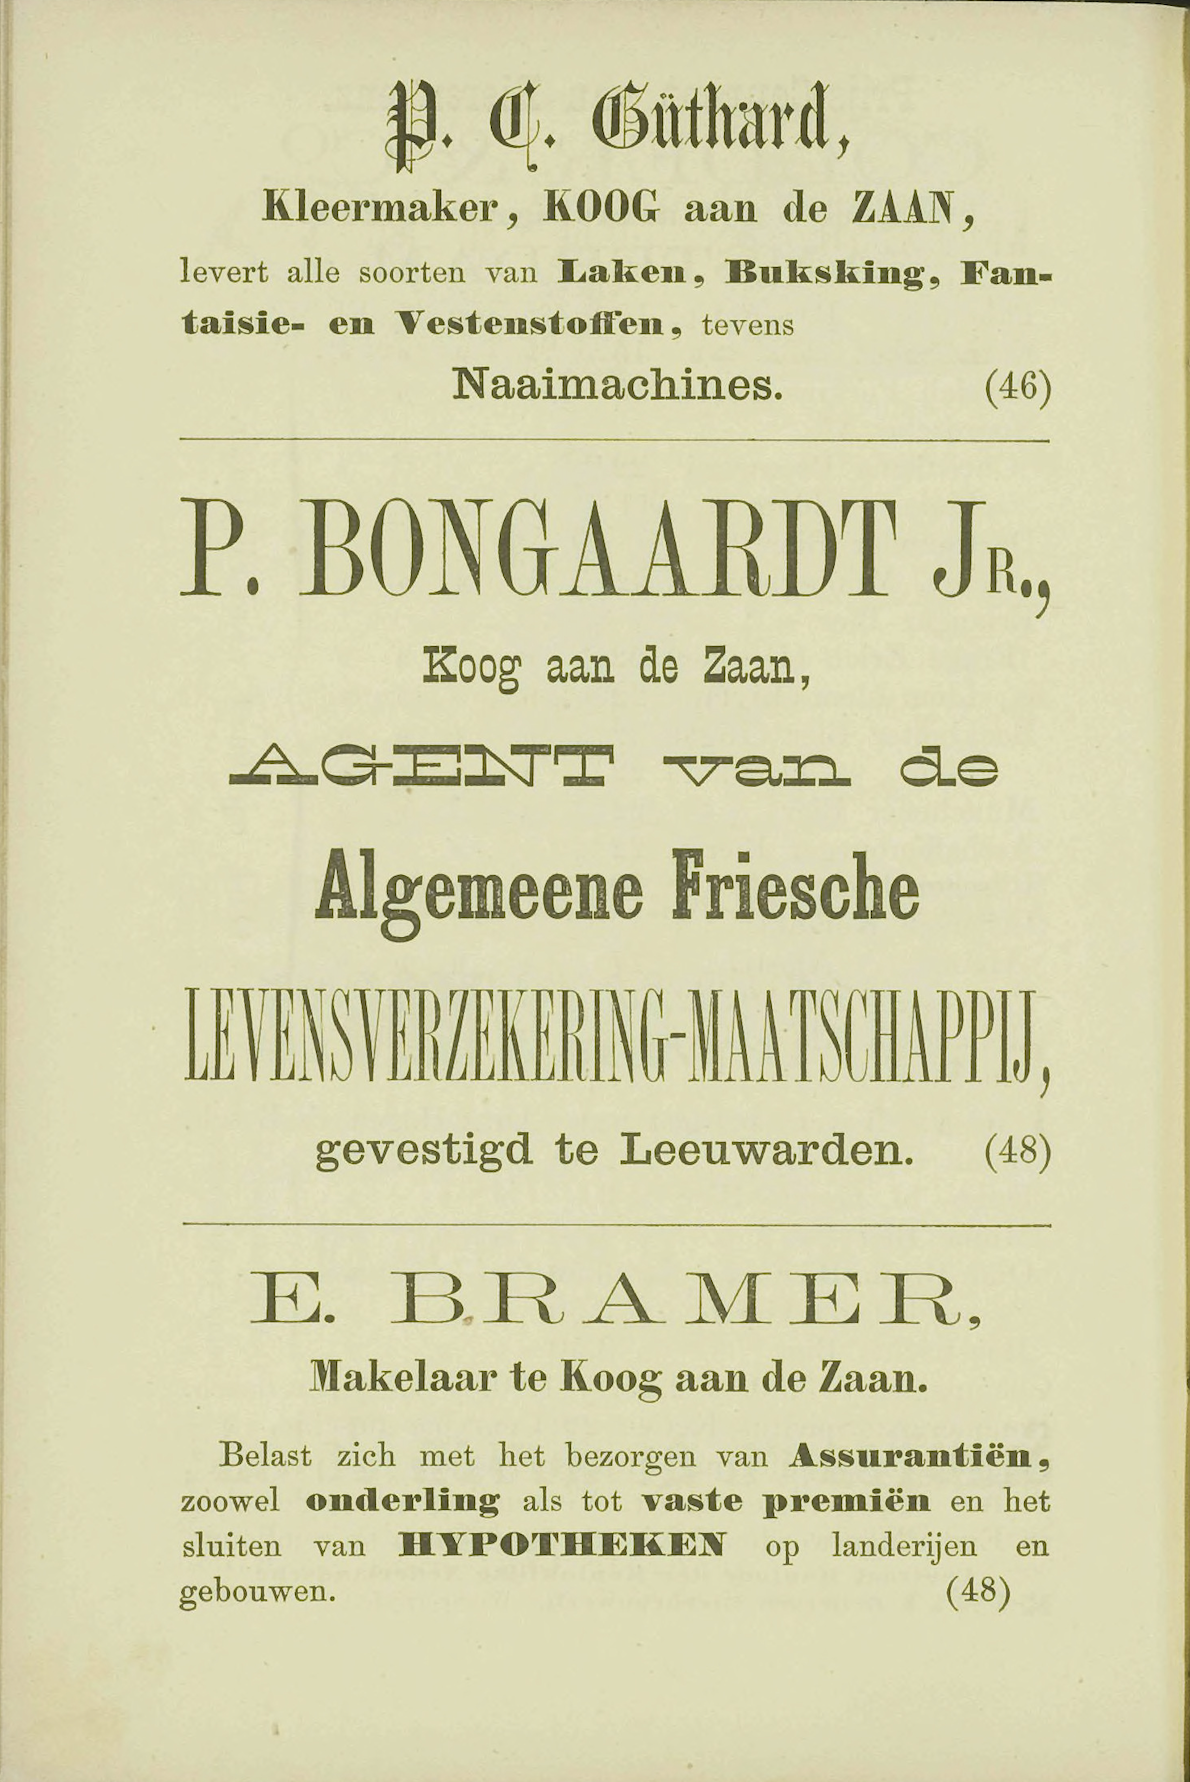 P. C. Güthard,
Kleermaker, KOOG aan de ZAAN,
levert alle soorten van Laken, Buksking, Fan-
taisie- en Vestenstoffen, tevens
Naaimachines. (46)
P. BONGAARDT JR.,
Koog aan de Zaan,
AGENT van de
Algemeene Friesche
LEVENSVERZEKERING-MAATSCHAPPIJ,
gevestigd te Leeuwarden. (48)
E. BRAMER,
Makelaar te Koog aan de Zaan.
Belast zich met het bezorgen van Assurantiën,
zoowel onderling als tot vaste premiën en het
sluiten van HYPOTHEKEN op landerijen en
gebouwen. (48)